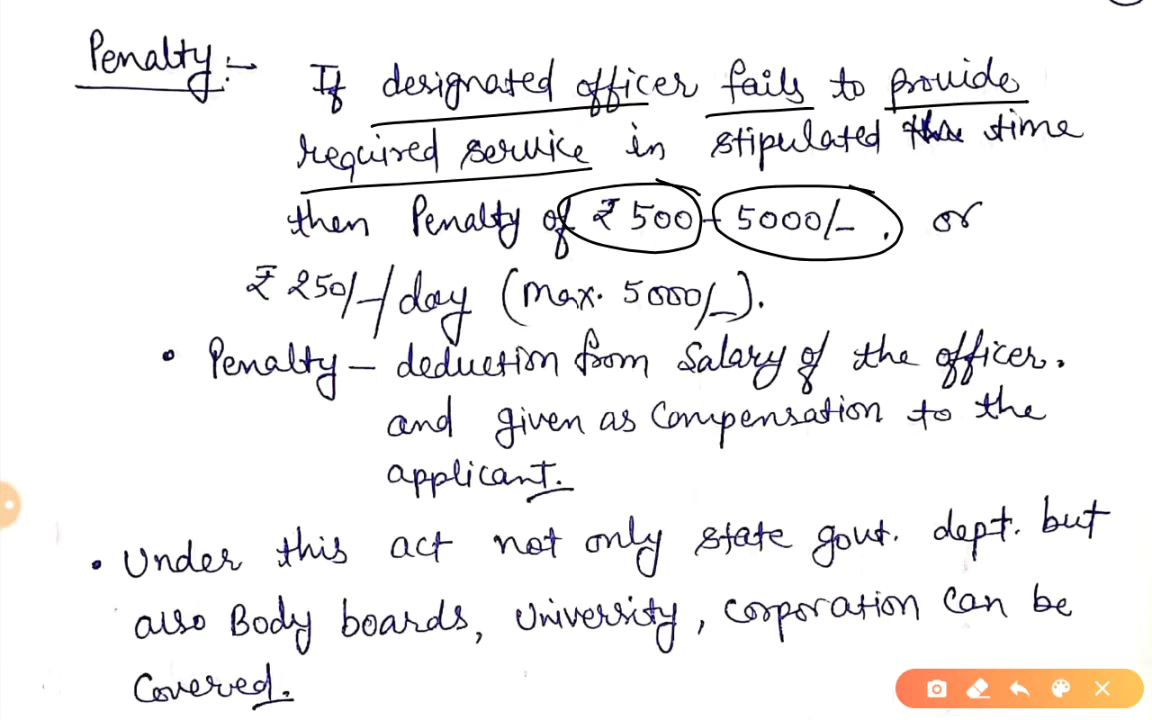 Penalty :- If designated officer fails to provide
required service in stipulated time
then Penalty of ₹ 500 - 5000/- , or
₹ 250/-/day (max. 5000/-).
• Penalty - deduction from Salary of the officer.
and given as Compensation to the
applicant.
• Under this act not only state govt. dept. but
also Body boards, University, corporation can be
Covered.